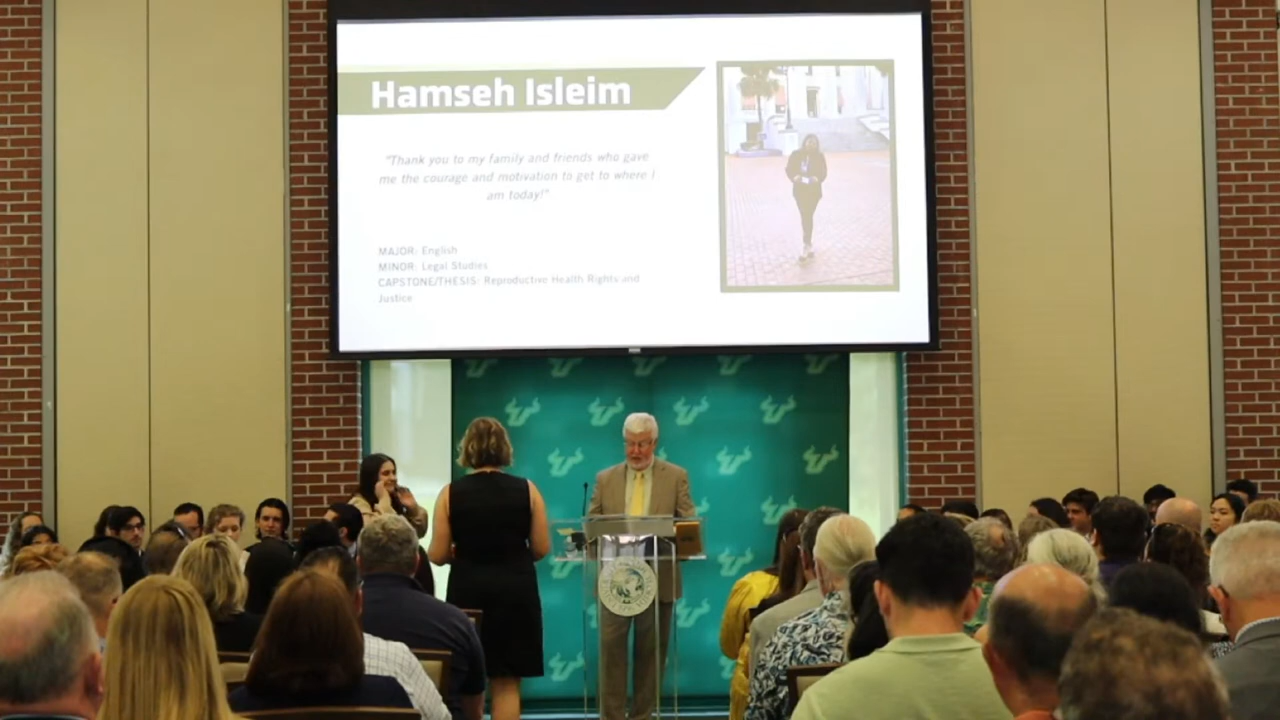 Hamseh Isleim
"Thank you to my family and friends who gave
me the courage and motivation to get to where I
am today!"
MAJOR: English
MINOR: Legal Studies
CAPSTONE/THESIS: Reproductive Health Rights and
Justice